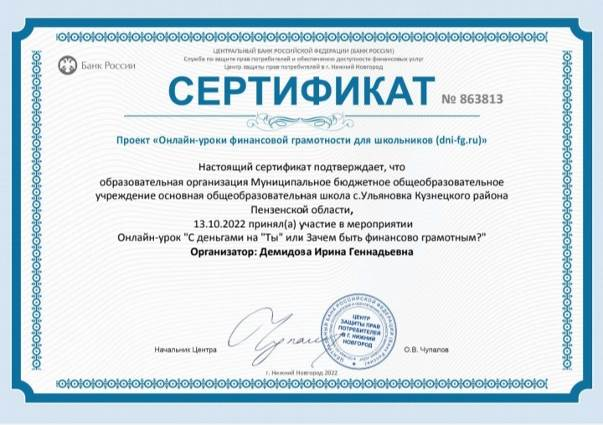 Банк России
ЦЕНТРАЛЬНЫЙ БАНК РОССИЙСКОЙ ФЕДЕРАЦИИ (БАНК РОССИИ)
Служба по защите прав потребителей и обеспечению доступности финансовых услуг
Центр защиты прав потребителей в г. Нижний Новгород
СЕРТИФИКАТ № 863813
Проект «Онлайн-уроки финансовой грамотности для школьников (dni-fg.ru)»
Настоящий сертификат подтверждает, что
образовательная организация Муниципальное бюджетное общеобразовательное
учреждение основная общеобразовательная школа с.Ульяновка Кузнецкого района
Пензенской области,
13.10.2022 принял(а) участие в мероприятии
Онлайн-урок "С деньгами на "Ты" или Зачем быть финансово грамотным?"
Организатор: Демидова Ирина Геннадьевна
ЦЕНТР
ЗАЩИТЫ ПРАВ
ПОТРЕБИТЕЛЕЙ
В Г. НИЖНИЙ
НОВГОРОД
Начальник Центра
О.В. Чупалов
г. Нижний Новгород 2022